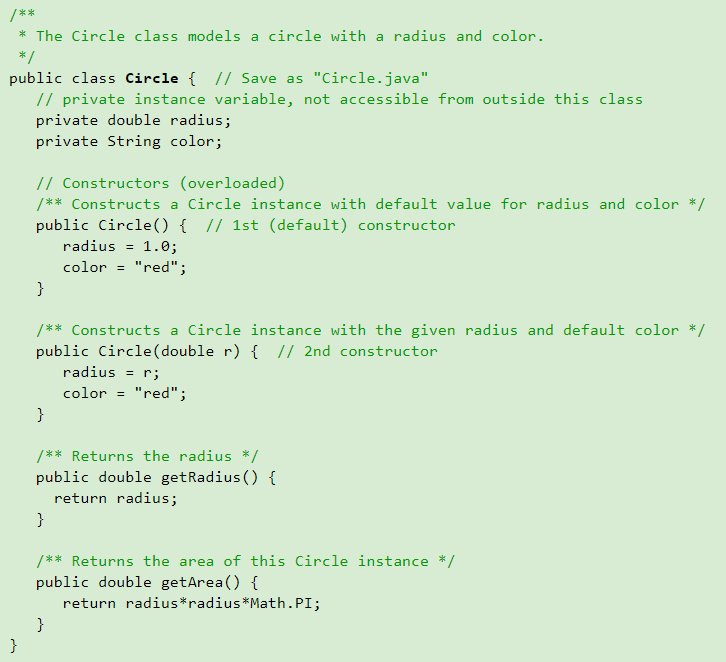 /**
 * The Circle class models a circle with a radius and color.
 */
public class Circle {  // Save as "Circle.java"
   // private instance variable, not accessible from outside this class
   private double radius;
   private String color;

   // Constructors (overloaded)
   /** Constructs a Circle instance with default value for radius and color */
   public Circle() {  // 1st (default) constructor
      radius = 1.0;
      color = "red";
   }

   /** Constructs a Circle instance with the given radius and default color */
   public Circle(double r) {  // 2nd constructor
      radius = r;
      color = "red";
   }

   /** Returns the radius */
   public double getRadius() {
     return radius;
   }

   /** Returns the area of this Circle instance */
   public double getArea() {
      return radius*radius*Math.PI;
   }
}